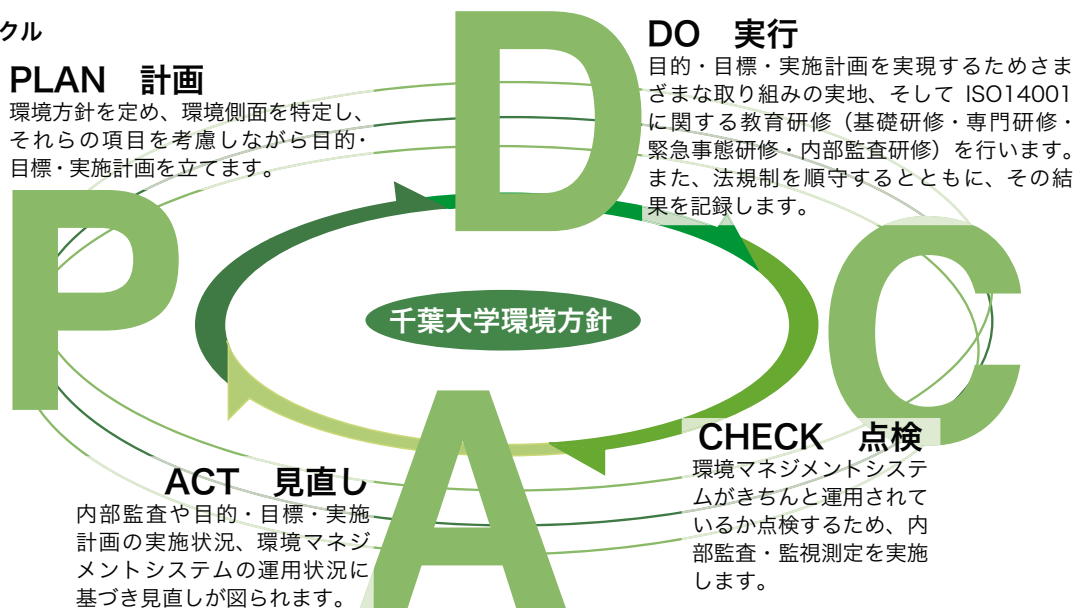 クル
PLAN 計画
環境方針を定め、環境側面を特定し、
それらの項目を考慮しながら目的・
目標・実施計画を立てます。
P
D
DO 実行
目的・目標・実施計画を実現するためさま
ざまな取り組みの実地、そして ISO14001
に関する教育研修（基礎研修・専門研修・
緊急事態研修・内部監査研修）を行います。
また、法規制を順守するとともに、その結
果を記録します。
C
千葉大学環境方針
CHECK 点検
環境マネジメントシステ
ムがきちんと運用されて
いるか点検するため、内
部監査・監視測定を実施
します。
A
ACT 見直し
内部監査や目的・目標・実施
計画の実施状況、環境マネジ
メントシステムの運用状況に
基づき見直しが図られます。